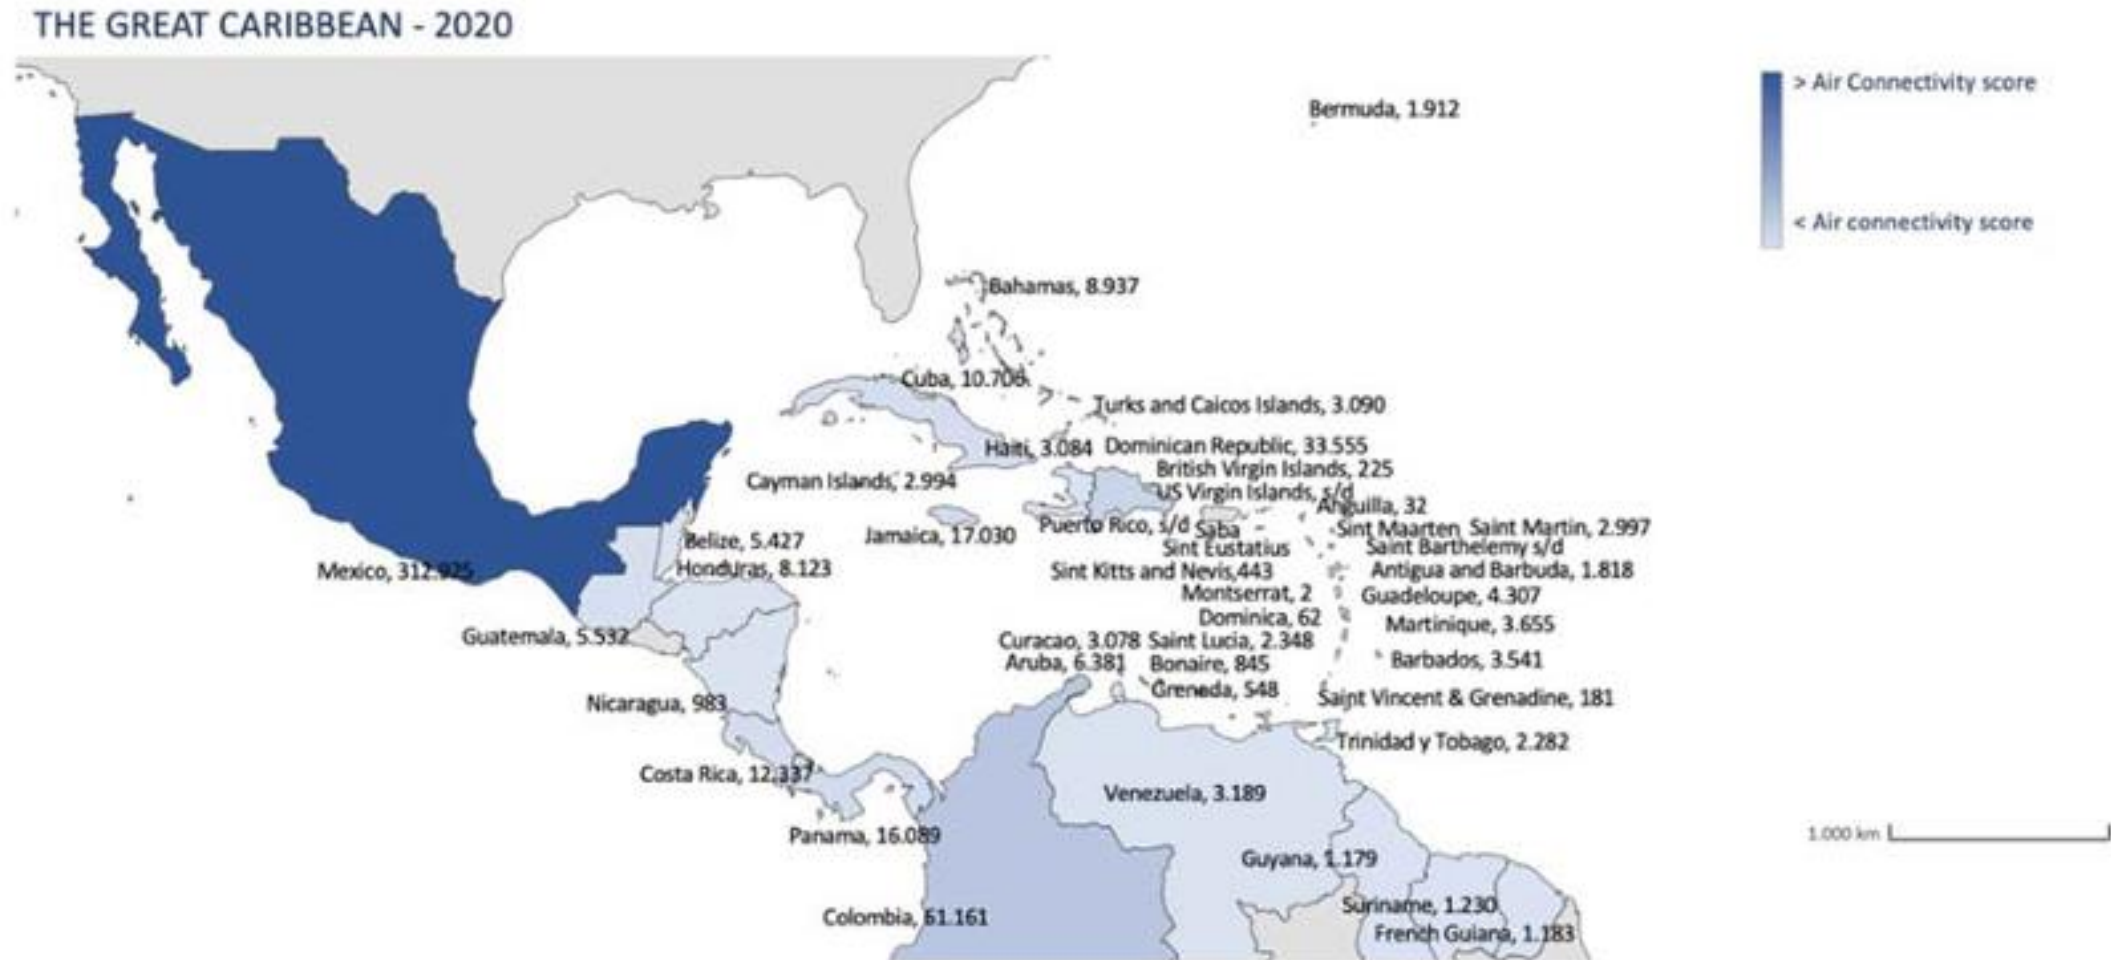 THE GREAT CARIBBEAN - 2020
> Air Connectivity score
Bermuda, 1.912
< Air connectivity score
Bahamas, 8.937
Cuba, 10.706
Turks and Caicos Islands, 3.090
Haiti, 3.084
Dominican Republic, 33.555
British Virgin Islands, 225
Cayman Islands, 2.994
US Virgin Islands, s/d
Anguilla, 32
Puerto Rico, s/d
Saba
Sint Maarten
Saint Martin, 2.997
Jamaica, 17.030
Belize, 5.427
Sint Eustatius
Saint Barthelemy s/d
Mexico, 312.925
Honduras, 8.123
Sint Kitts and Nevis,443
Antigua and Barbuda, 1.818
Montserrat, 2
Guadeloupe, 4.307
Dominica, 62
Martinique, 3.655
Guatemala, 5.532
Curacao, 3.078
Saint Lucia, 2.348
Aruba, 6.381
Bonaire, 845
Barbados, 3.541
Grenada, 548
Saint Vincent & Grenadine, 181
Nicaragua, 983
Trinidad y Tobago, 2.282
Costa Rica, 12.337
Venezuela, 3.189
Panama, 16.089
1.000 km
Guyana, 1.179
Suriname, 1.230
Colombia, 61.161
French Guiana, 1.183